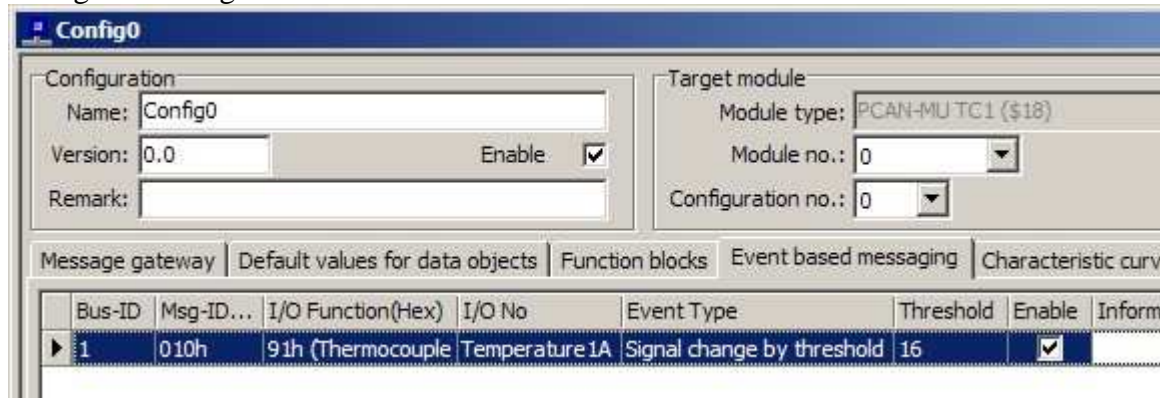 Config0
Configuration
Name: Config0
Version: 0.0 Enable
Remark:
Target module
Module type: PCAN-MU TC1 ($18)
Module no.: 0
Configuration no.: 0
Message gateway Default values for data objects Function blocks Event based messaging Characteristic curv
Bus-ID Msg-ID... I/O Function(Hex) I/O No Event Type Threshold Enable Inform
1 010h 91h (Thermocouple Temperature1A Signal change by threshold 16